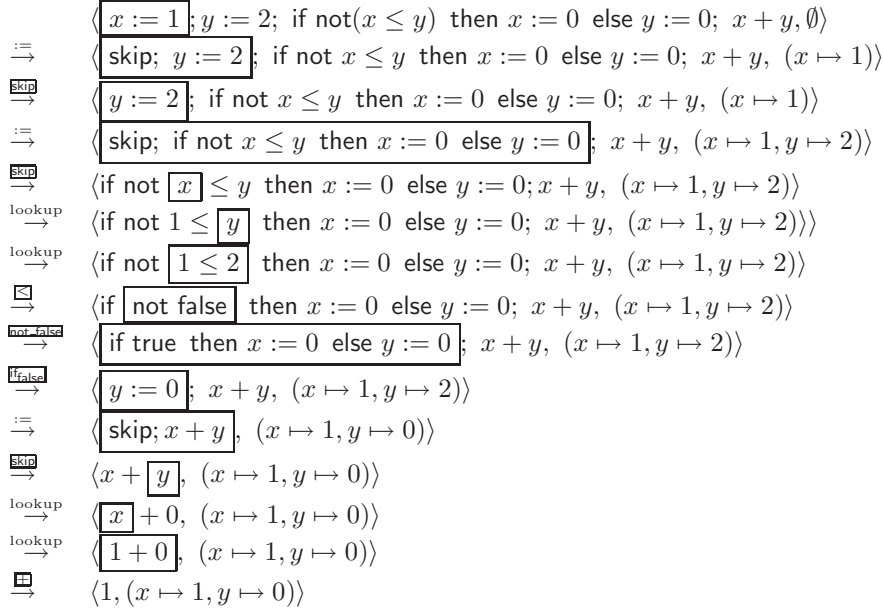 ⟨ x := 1 ; y := 2; if not(x ≤ y) then x := 0 else y := 0; x + y, ∅⟩
:= → ⟨ skip; y := 2 ; if not x ≤ y then x := 0 else y := 0; x + y, (x ↦ 1)⟩
skip → ⟨ y := 2 ; if not x ≤ y then x := 0 else y := 0; x + y, (x ↦ 1)⟩
:= → ⟨ skip; if not x ≤ y then x := 0 else y := 0 ; x + y, (x ↦ 1, y ↦ 2)⟩
skip → ⟨if not x ≤ y then x := 0 else y := 0; x + y, (x ↦ 1, y ↦ 2)⟩
lookup → ⟨if not 1 ≤ y then x := 0 else y := 0; x + y, (x ↦ 1, y ↦ 2)⟩⟩
lookup → ⟨if not 1 ≤ 2 then x := 0 else y := 0; x + y, (x ↦ 1, y ↦ 2)⟩
< → ⟨if not false then x := 0 else y := 0; x + y, (x ↦ 1, y ↦ 2)⟩
not_false → ⟨ if true then x := 0 else y := 0 ; x + y, (x ↦ 1, y ↦ 2)⟩
if false → ⟨ y := 0 ; x + y, (x ↦ 1, y ↦ 2)⟩
:= → ⟨ skip; x + y , (x ↦ 1, y ↦ 0)⟩
skip → ⟨x + y , (x ↦ 1, y ↦ 0)⟩
lookup → ⟨ x + 0, (x ↦ 1, y ↦ 0)⟩
lookup → ⟨ 1 + 0 , (x ↦ 1, y ↦ 0)⟩
+ → ⟨1, (x ↦ 1, y ↦ 0)⟩